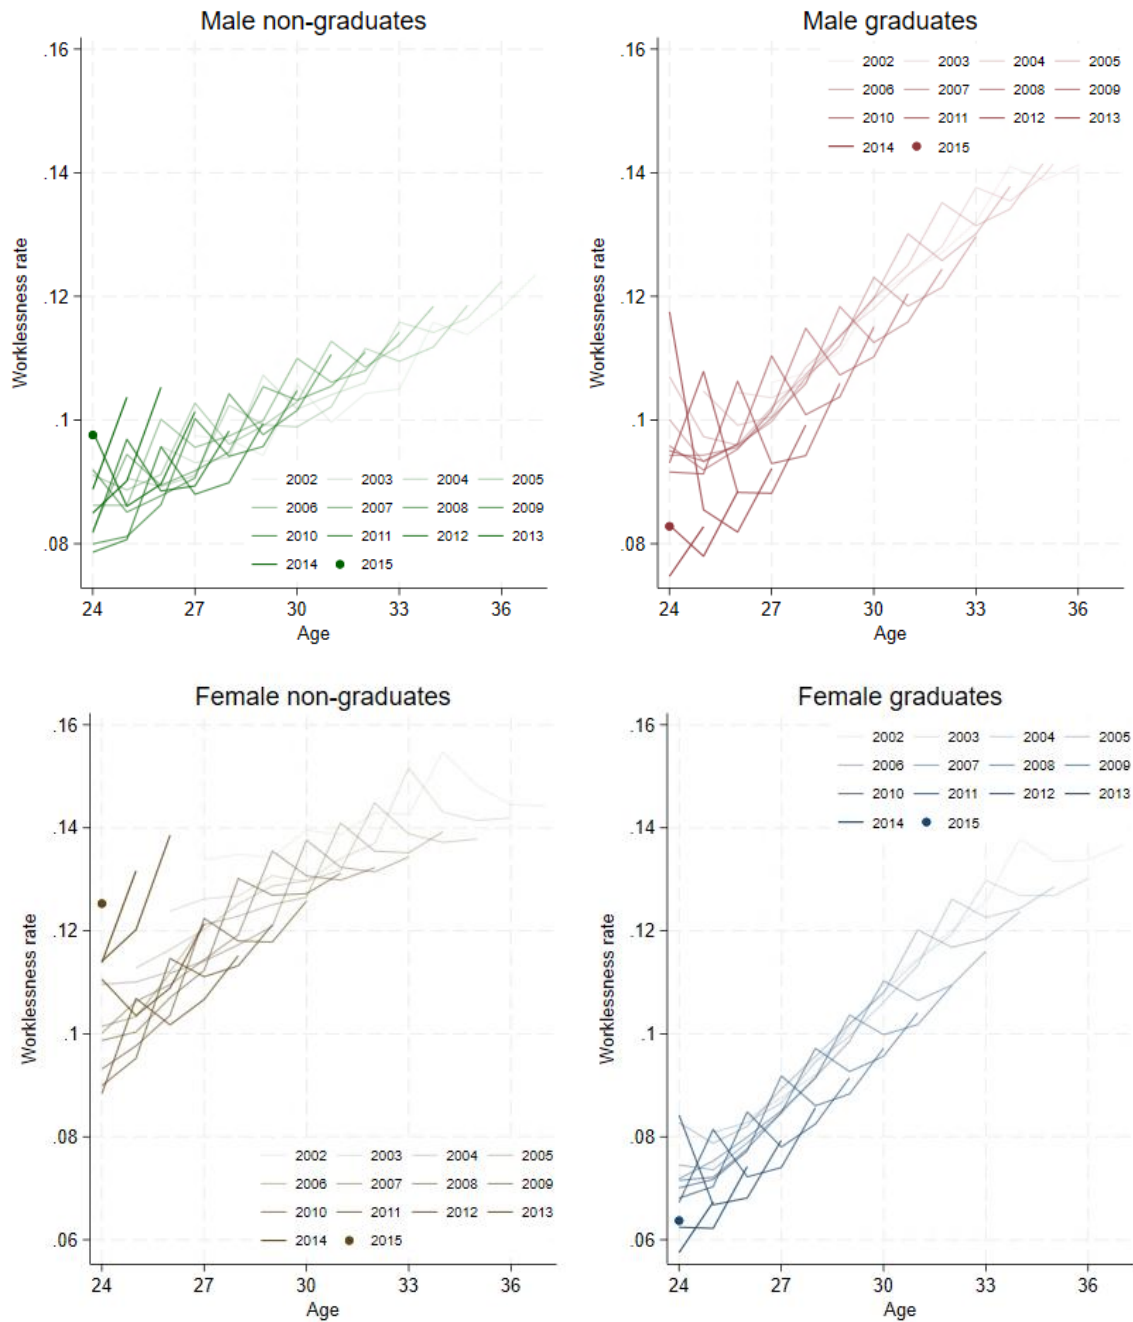 Male non-graduates
.16
.14
.12
.1
.08
Worklessness rate
2002 2003 2004 2005
2006 2007 2008 2009
2010 2011 2012 2013
2014 2015
24 27 30 33 36
Age
Male graduates
.16
.14
.12
.1
.08
Worklessness rate
2002 2003 2004 2005
2006 2007 2008 2009
2010 2011 2012 2013
2014 2015
24 27 30 33 36
Age
Female non-graduates
.16
.14
.12
.1
.08
.06
Worklessness rate
2002 2003 2004 2005
2006 2007 2008 2009
2010 2011 2012 2013
2014 2015
24 27 30 33 36
Age
Female graduates
.16
.14
.12
.1
.08
.06
Worklessness rate
2002 2003 2004 2005
2006 2007 2008 2009
2010 2011 2012 2013
2014 2015
24 27 30 33 36
Age